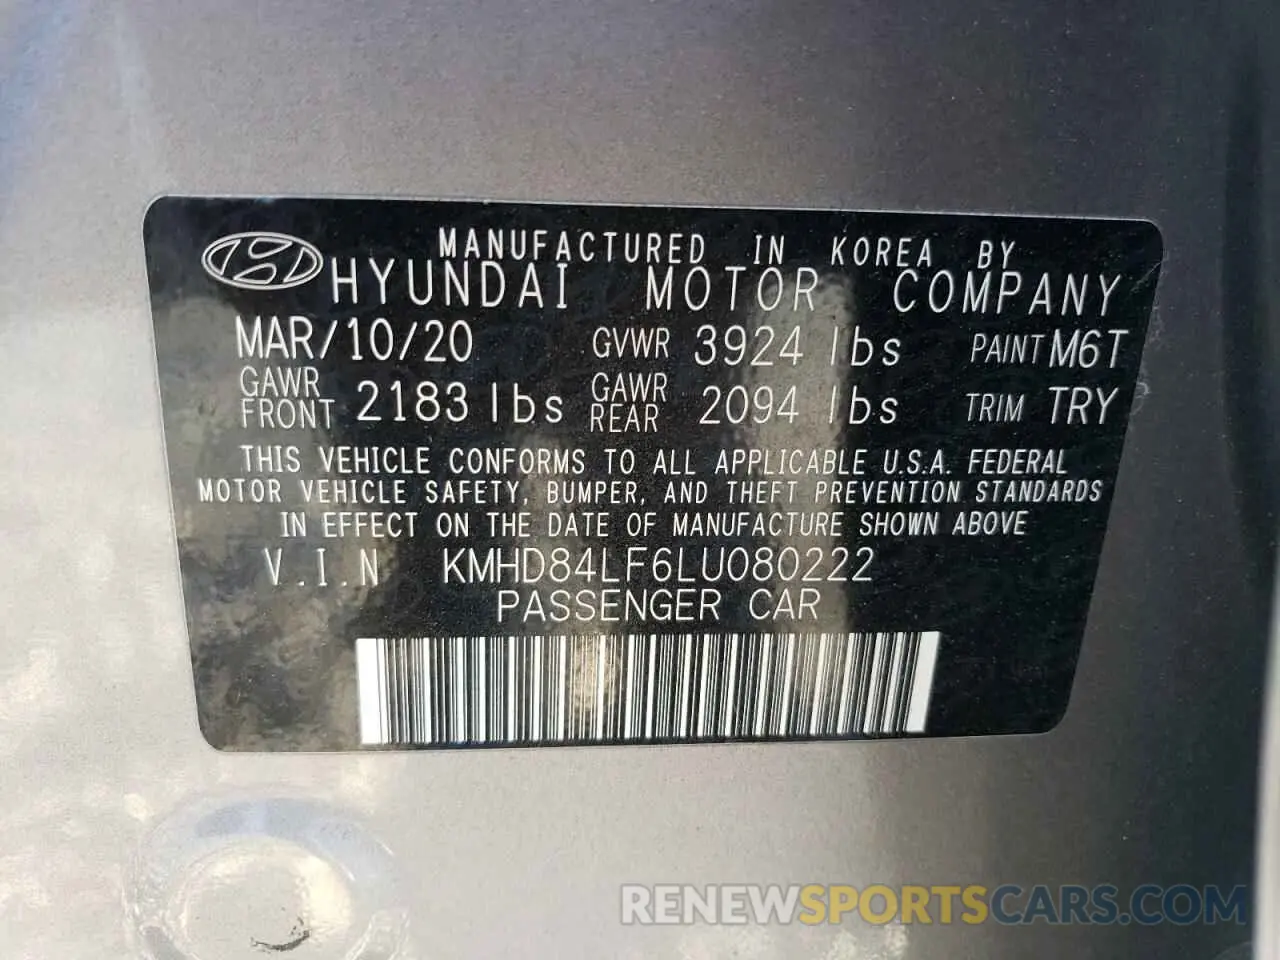 MANUFACTURED IN KOREA BY
HYUNDAI MOTOR COMPANY
MAR/10/20 GVWR 3924 lbs PAINT M6T
GAWR FRONT 2183 lbs GAWR REAR 2094 lbs TRIM TRY
THIS VEHICLE CONFORMS TO ALL APPLICABLE U.S.A. FEDERAL
MOTOR VEHICLE SAFETY, BUMPER, AND THEFT PREVENTION STANDARDS
IN EFFECT ON THE DATE OF MANUFACTURE SHOWN ABOVE
V.I.N KMHD84LF6LU080222
PASSENGER CAR
RENEWSPORTSCARS.COM